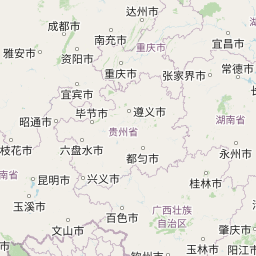 达州市
成都市
南充市
宜昌市
湖
重庆市
雅安市
资阳市
重庆市
张家界市
常德市
宜宾市
遵义市
昭通市
毕节市
湖南省
贵州省
六盘水市
都匀市
永州市
枝花市
南省
昆明市
兴义市
桂林市
玉溪市
百色市
广西壮族
自治区
文山市
肇庆市
钦州市
玉林市
阳江市